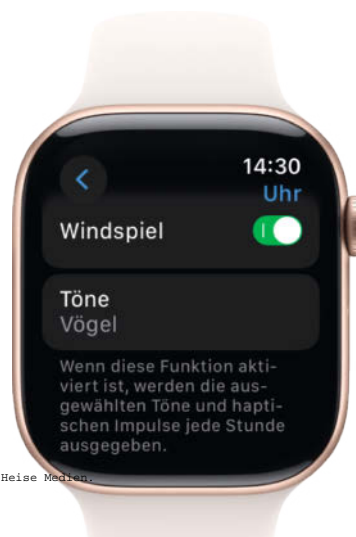 14:30
Uhr
Windspiel
Töne
Vögel
Wenn diese Funktion akti-
viert ist, werden die aus-
gewählten Töne und hapti-
schen Impulse jede Stunde
ausgegeben.
Heise Medien.